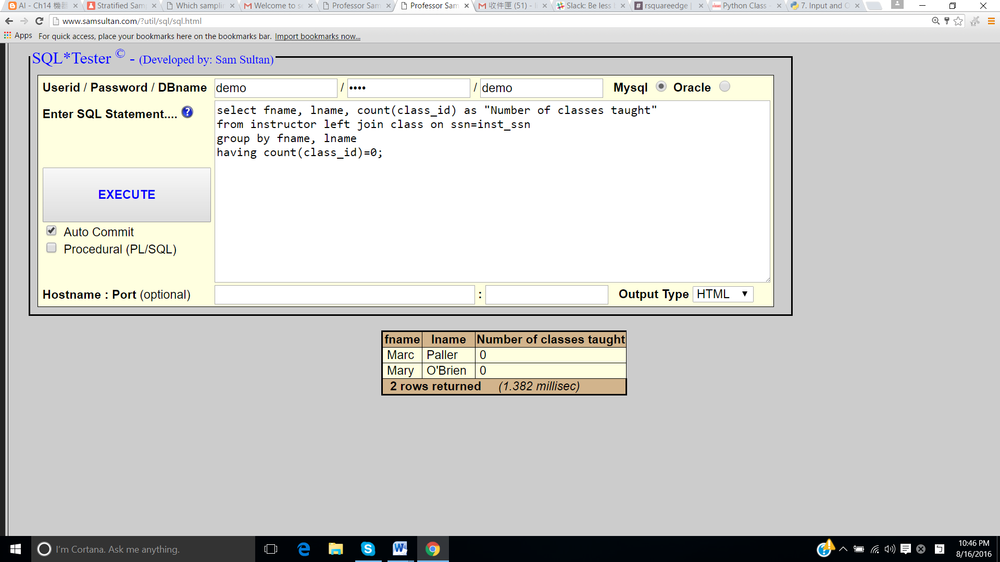 AI - Ch14 機器
Stratified Sam
Which samplin
Welcome to s
Professor Sam
Professor Sam
收件匣 (51) - l
Slack: Be less
rsquareedge |
Python Class -
7. Input and O
www.samsultan.com/?util/sql/sql.html
Apps
For quick access, place your bookmarks here on the bookmarks bar. Import bookmarks now...
SQL*Tester © - (Developed by: Sam Sultan)
Userid / Password / DBname demo / •••• / demo Mysql Oracle
Enter SQL Statement.... ?
select fname, lname, count(class_id) as "Number of classes taught"
from instructor left join class on ssn=inst_ssn
group by fname, lname
having count(class_id)=0;
EXECUTE
Auto Commit
Procedural (PL/SQL)
Hostname : Port (optional) : Output Type HTML
fname lname Number of classes taught
Marc Paller 0
Mary O'Brien 0
2 rows returned (1.382 millisec)
I'm Cortana. Ask me anything.
10:46 PM
8/16/2016